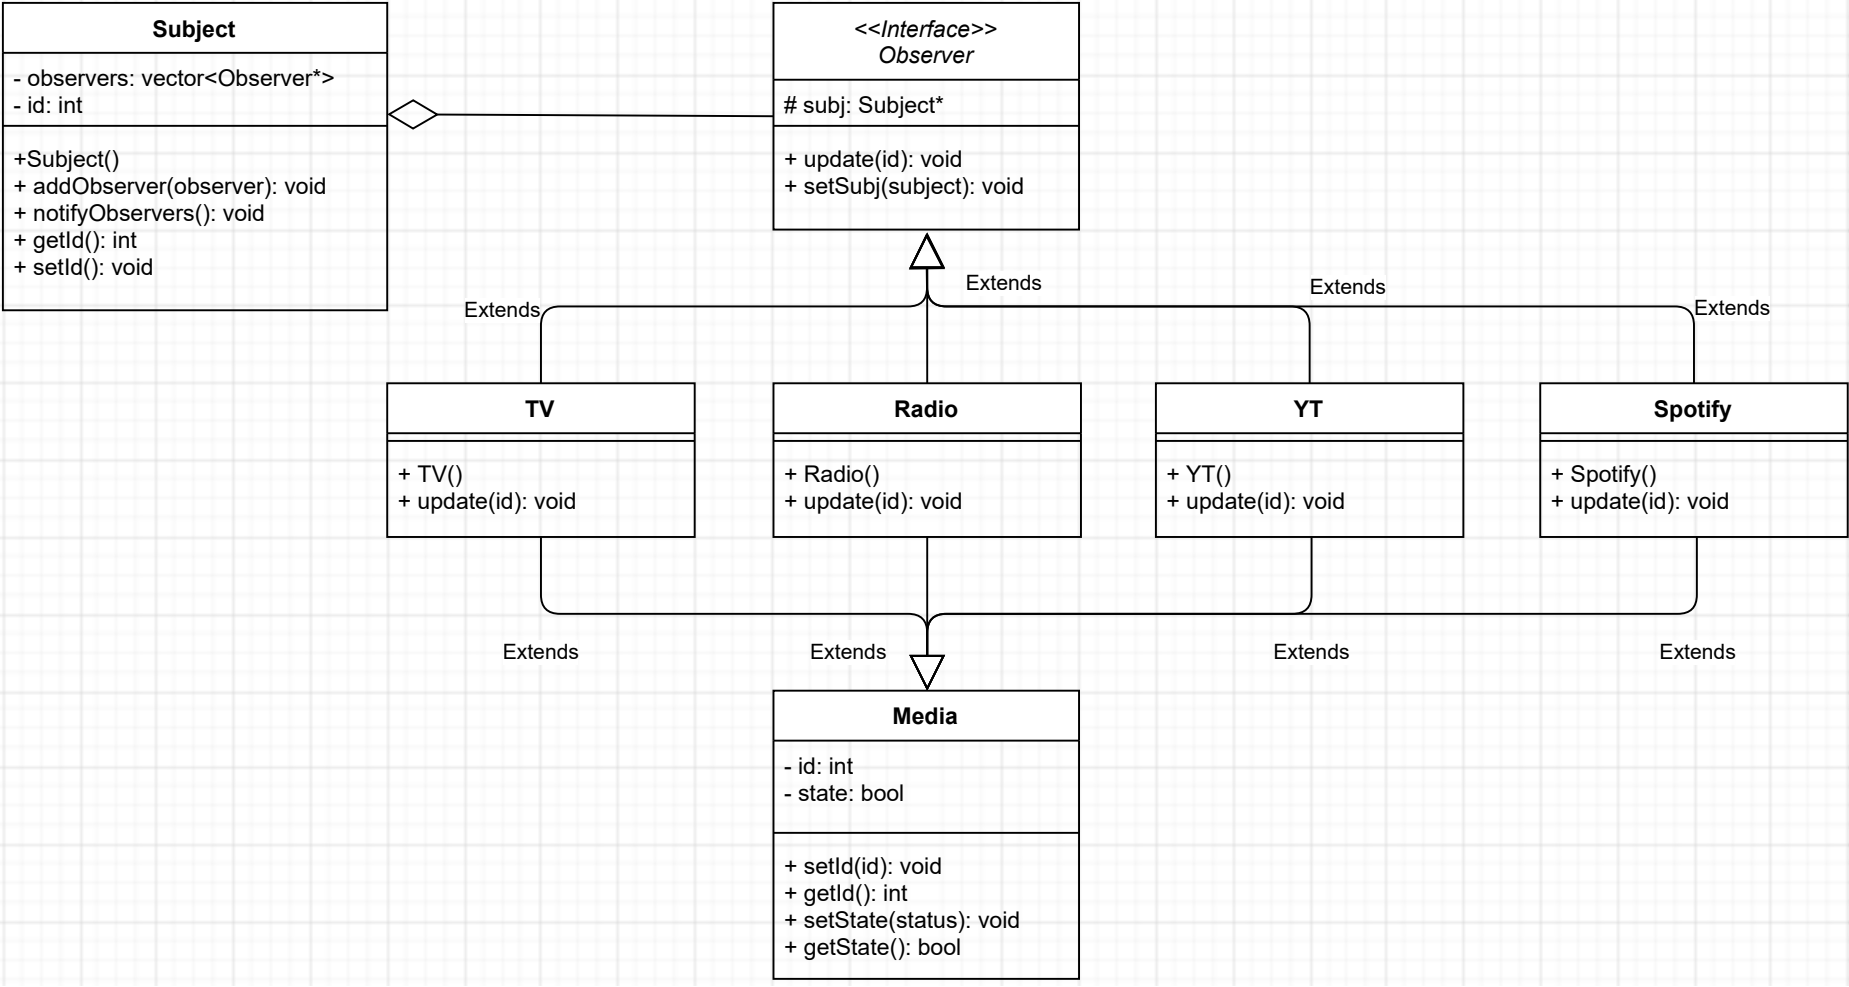 Subject
- observers: vector<Observer*>
- id: int
+Subject()
+ addObserver(observer): void
+ notifyObservers(): void
+ getId(): int
+ setId(): void
<<Interface>>
Observer
# subj: Subject*
+ update(id): void
+ setSubj(subject): void
Extends
Extends
Extends
Extends
TV
+ TV()
+ update(id): void
Radio
+ Radio()
+ update(id): void
YT
+ YT()
+ update(id): void
Spotify
+ Spotify()
+ update(id): void
Extends
Extends
Extends
Extends
Media
- id: int
- state: bool
+ setId(id): void
+ getId(): int
+ setState(status): void
+ getState(): bool